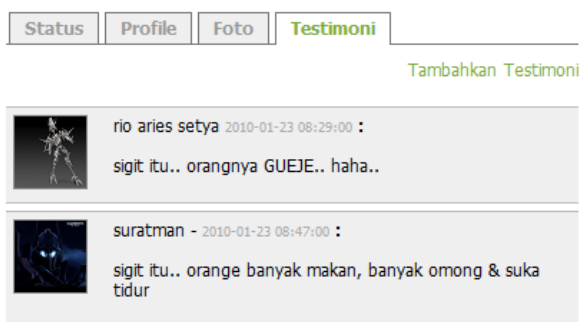 Status Profile Foto Testimoni
Tambahkan Testimoni
rio aries setya 2010-01-23 08:29:00 :
sigit itu.. orangnya GUEJE.. haha..
suratman - 2010-01-23 08:47:00 :
sigit itu.. orange banyak makan, banyak omong & suka
tidur